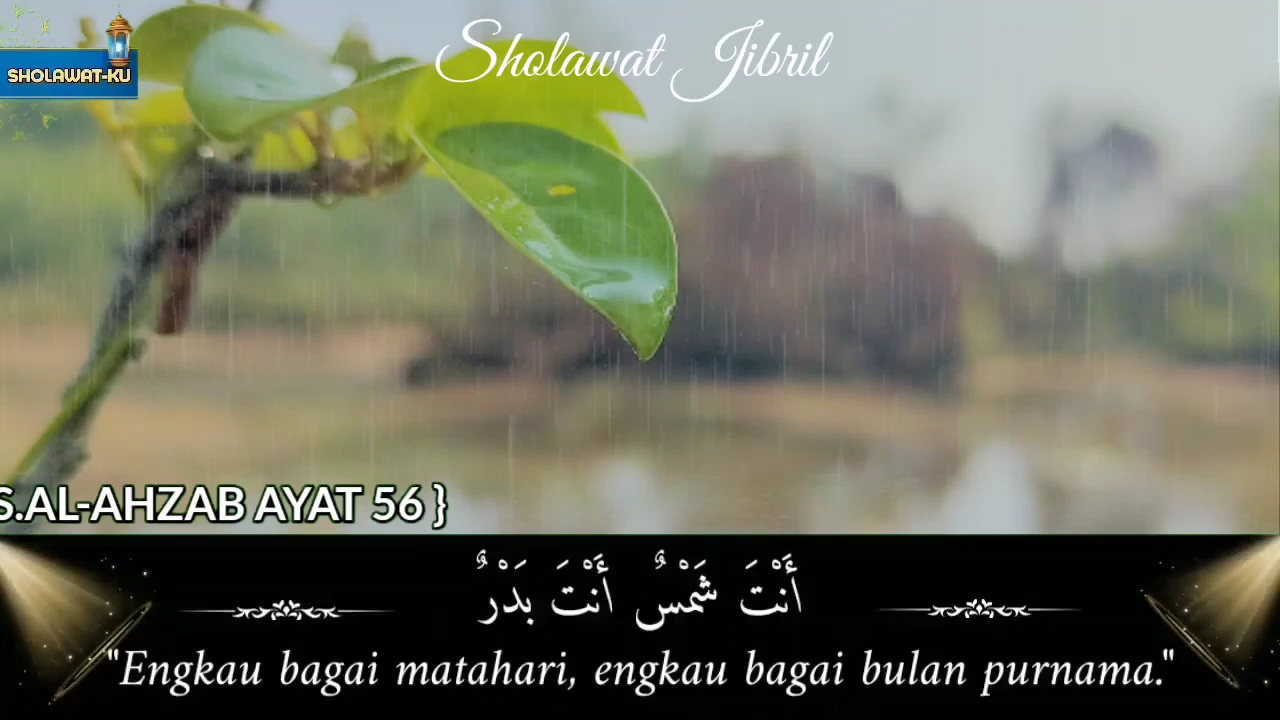 Sholawat Jibril
SHOLAWAT-KU
S.AL-AHZAB AYAT 56 }
أَنْتَ شَمْسٌ أَنْتَ بَدْرٌ
"Engkau bagai matahari, engkau bagai bulan purnama."